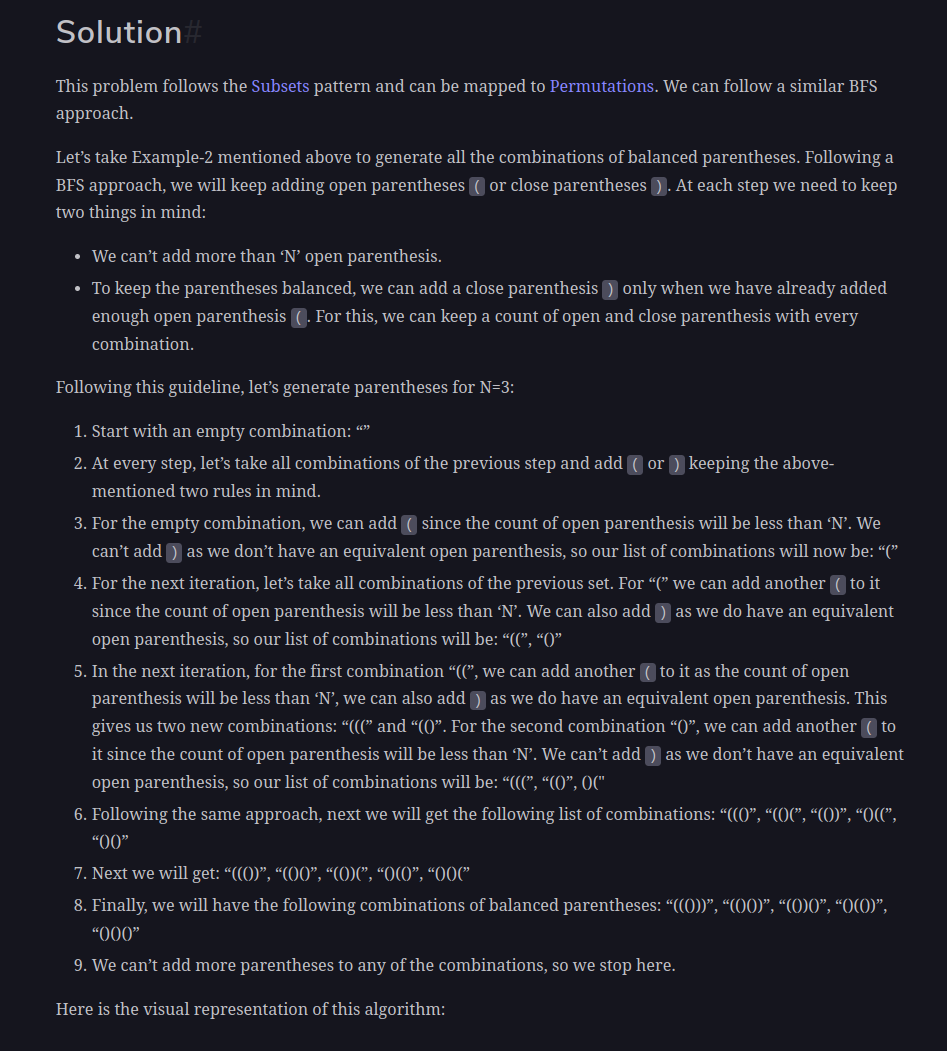 Solution#
This problem follows the Subsets pattern and can be mapped to Permutations. We can follow a similar BFS
approach.
Let’s take Example-2 mentioned above to generate all the combinations of balanced parentheses. Following a
BFS approach, we will keep adding open parentheses ( or close parentheses ). At each step we need to keep
two things in mind:
• We can’t add more than ‘N’ open parenthesis.
• To keep the parentheses balanced, we can add a close parenthesis ) only when we have already added
enough open parenthesis (. For this, we can keep a count of open and close parenthesis with every
combination.
Following this guideline, let’s generate parentheses for N=3:
1. Start with an empty combination: “”
2. At every step, let’s take all combinations of the previous step and add ( or ) keeping the above-
mentioned two rules in mind.
3. For the empty combination, we can add ( since the count of open parenthesis will be less than ‘N’. We
can’t add ) as we don’t have an equivalent open parenthesis, so our list of combinations will now be: “(”
4. For the next iteration, let’s take all combinations of the previous set. For “(” we can add another ( to it
since the count of open parenthesis will be less than ‘N’. We can also add ) as we do have an equivalent
open parenthesis, so our list of combinations will be: “((”, “()”
5. In the next iteration, for the first combination “((”, we can add another ( to it as the count of open
parenthesis will be less than ‘N’, we can also add ) as we do have an equivalent open parenthesis. This
gives us two new combinations: “(((” and “(()”. For the second combination “()”, we can add another ( to
it since the count of open parenthesis will be less than ‘N’. We can’t add ) as we don’t have an equivalent
open parenthesis, so our list of combinations will be: “(((”, “(()”, ()("
6. Following the same approach, next we will get the following list of combinations: “((()”, “(()(”, “(())”, “()((”,
“()()”
7. Next we will get: “((())”, “(()()”, “(())(”, “()(()”, “()()(”
8. Finally, we will have the following combinations of balanced parentheses: “((()))”, “(()())”, “(())()”, “()(())”,
“()()()”
9. We can’t add more parentheses to any of the combinations, so we stop here.
Here is the visual representation of this algorithm: